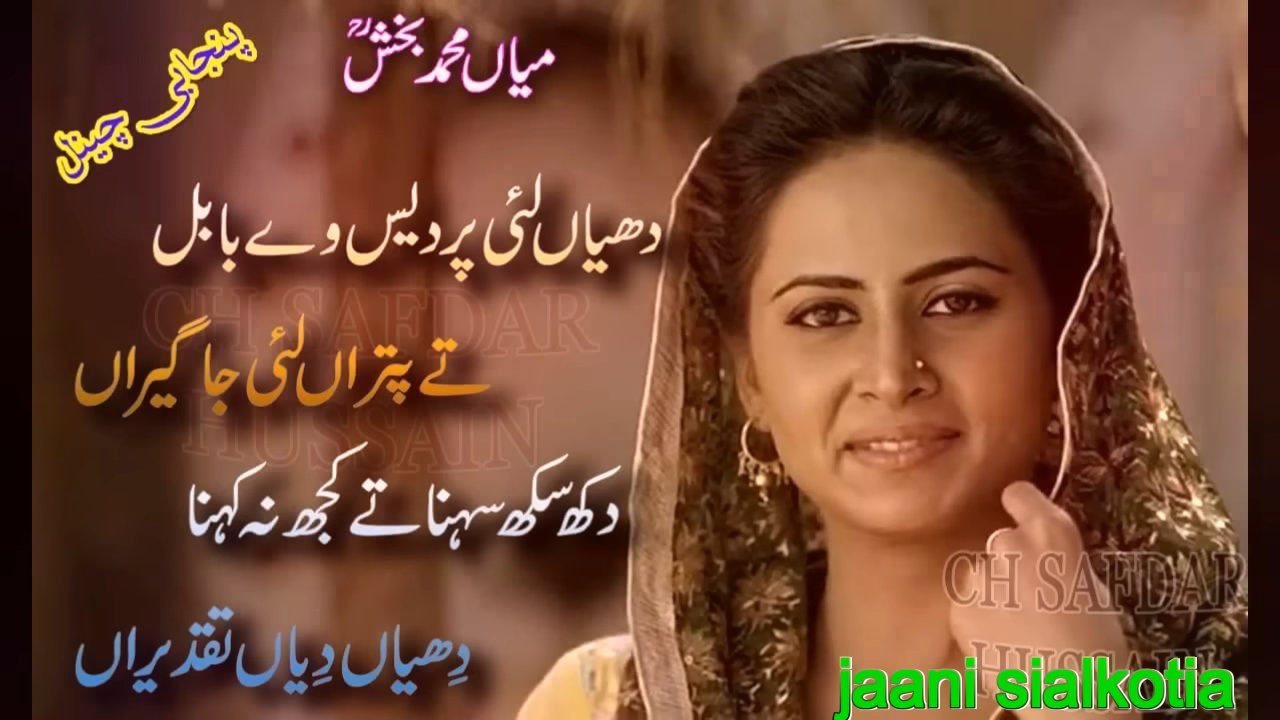 پنجابی چینل
میاں محمد بخشؒ
دھیاں لئی پردیس وے بابل
تے پتراں لئی جاگیراں
دکھ سکھ سہنا تے کجھ نہ کہنا
دِھیاں دِیاں تقدیراں
CH SAFDAR
HUSSAIN
CH SAFDAR
HUSSAIN
jaani sialkotia